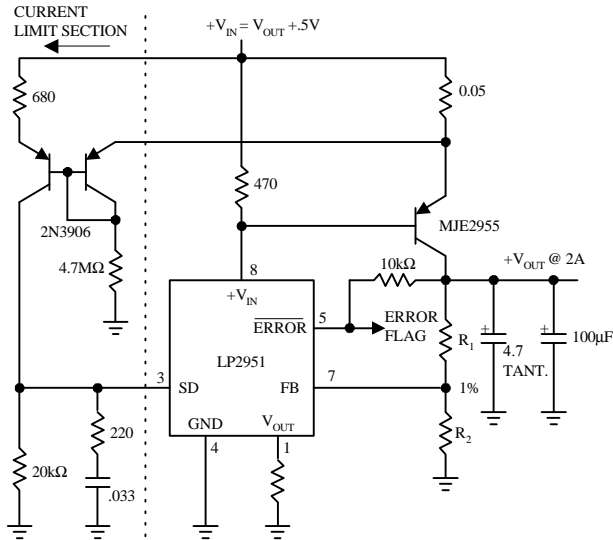 CURRENT
LIMIT SECTION
+V_IN = V_OUT +.5V
680
0.05
470
2N3906
MJE2955
4.7MΩ
10kΩ
+V_OUT @ 2A
8
+V_IN
5
ERROR
ERROR
FLAG
R_1
4.7
TANT.
100µF
LP2951
3
SD
FB
7
1%
220
GND
V_OUT
4
1
R_2
20kΩ
.033
+
+